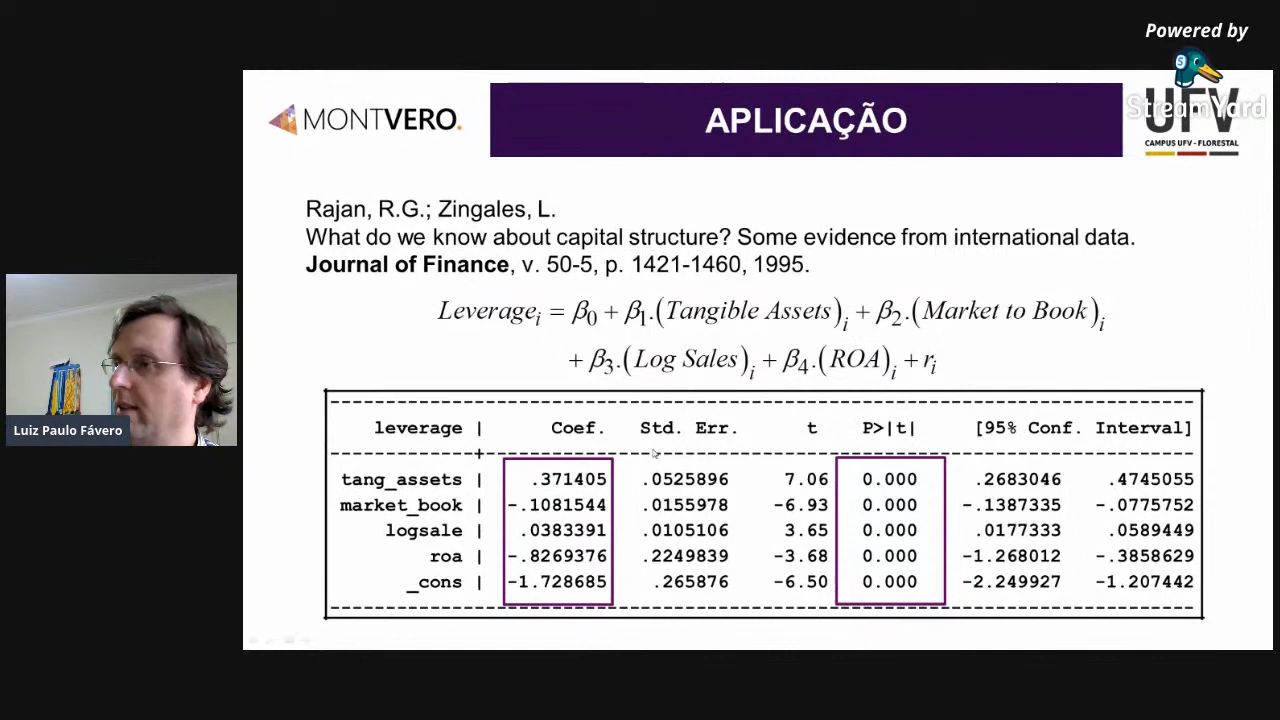 Powered by
StreamYard
MONTVERO.
APLICAÇÃO
UFV
CAMPUS UFV - FLORESTAL
Rajan, R.G.; Zingales, L.
What do we know about capital structure? Some evidence from international data.
Journal of Finance, v. 50-5, p. 1421-1460, 1995.
Leverage_i = β_0 + β_1.(Tangible Assets)_i + β_2.(Market to Book)_i
+ β_3.(Log Sales)_i + β_4.(ROA)_i + r_i
leverage | Coef. Std. Err. t P>|t| [95% Conf. Interval]
tang_assets | .371405 .0525896 7.06 0.000 .2683046 .4745055
market_book | -.1081544 .0155978 -6.93 0.000 -.1387335 -.0775752
logsale | .0383391 .0105106 3.65 0.000 .0177333 .0589449
roa | -.8269376 .2249839 -3.68 0.000 -1.268012 -.3858629
_cons | -1.728685 .265876 -6.50 0.000 -2.249927 -1.207442
Luiz Paulo Fávero